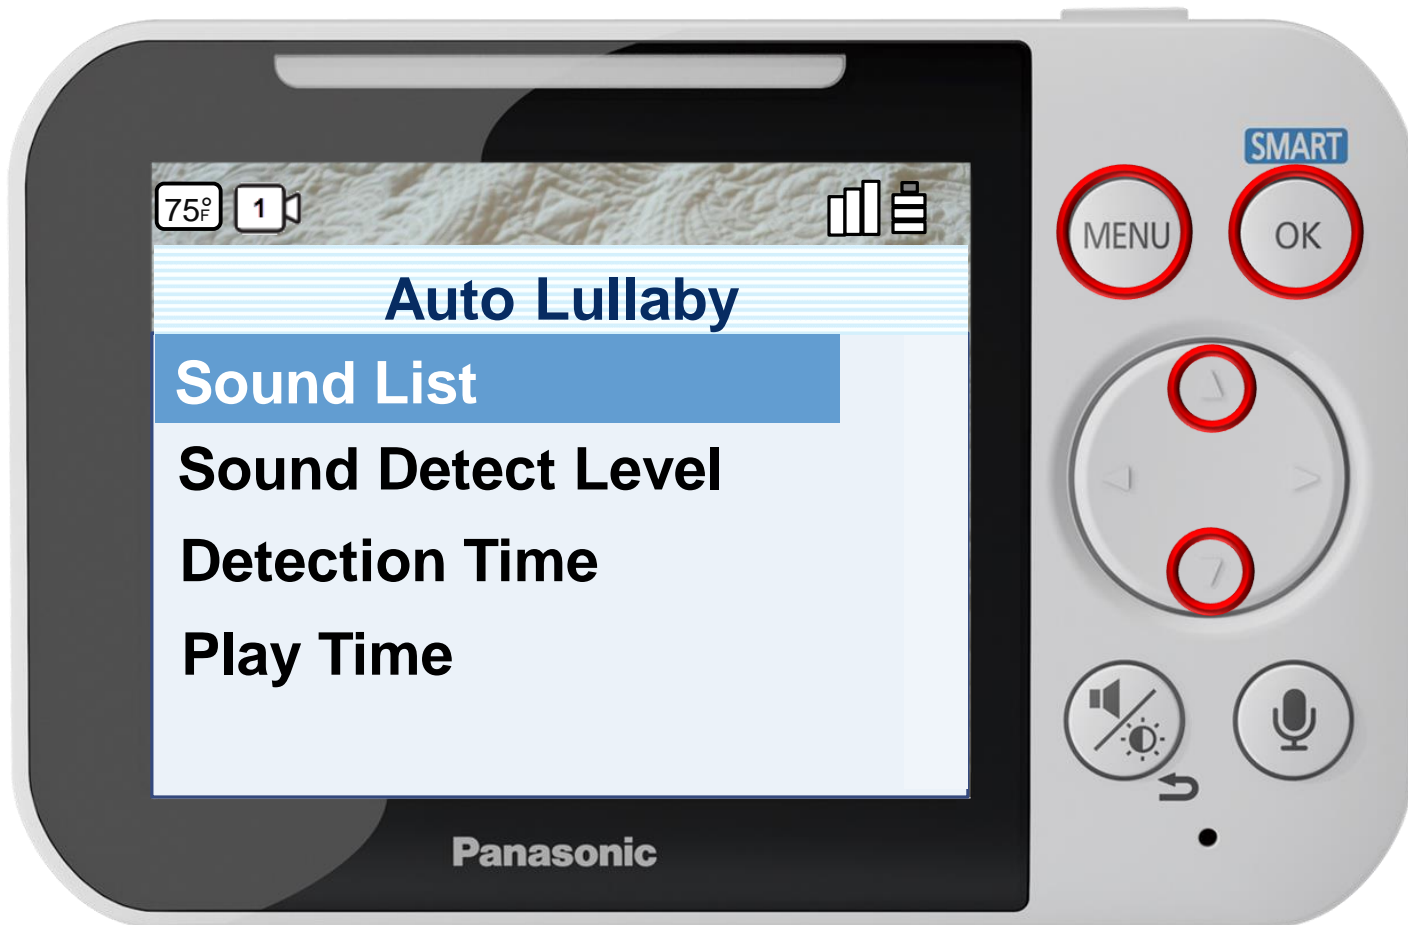 SMART
75°F 1
MENU OK
Auto Lullaby
Sound List
Sound Detect Level
Detection Time
Play Time
Panasonic